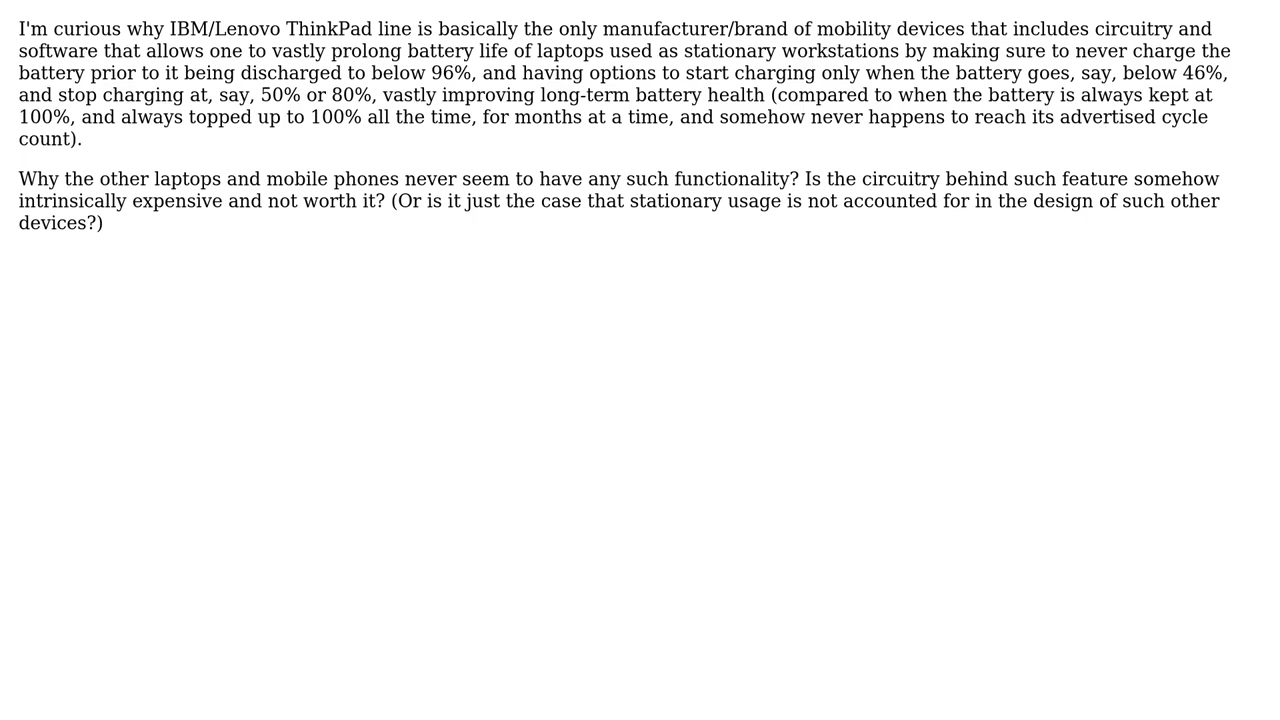 I'm curious why IBM/Lenovo ThinkPad line is basically the only manufacturer/brand of mobility devices that includes circuitry and
software that allows one to vastly prolong battery life of laptops used as stationary workstations by making sure to never charge the
battery prior to it being discharged to below 96%, and having options to start charging only when the battery goes, say, below 46%,
and stop charging at, say, 50% or 80%, vastly improving long-term battery health (compared to when the battery is always kept at
100%, and always topped up to 100% all the time, for months at a time, and somehow never happens to reach its advertised cycle
count).
Why the other laptops and mobile phones never seem to have any such functionality? Is the circuitry behind such feature somehow
intrinsically expensive and not worth it? (Or is it just the case that stationary usage is not accounted for in the design of such other
devices?)